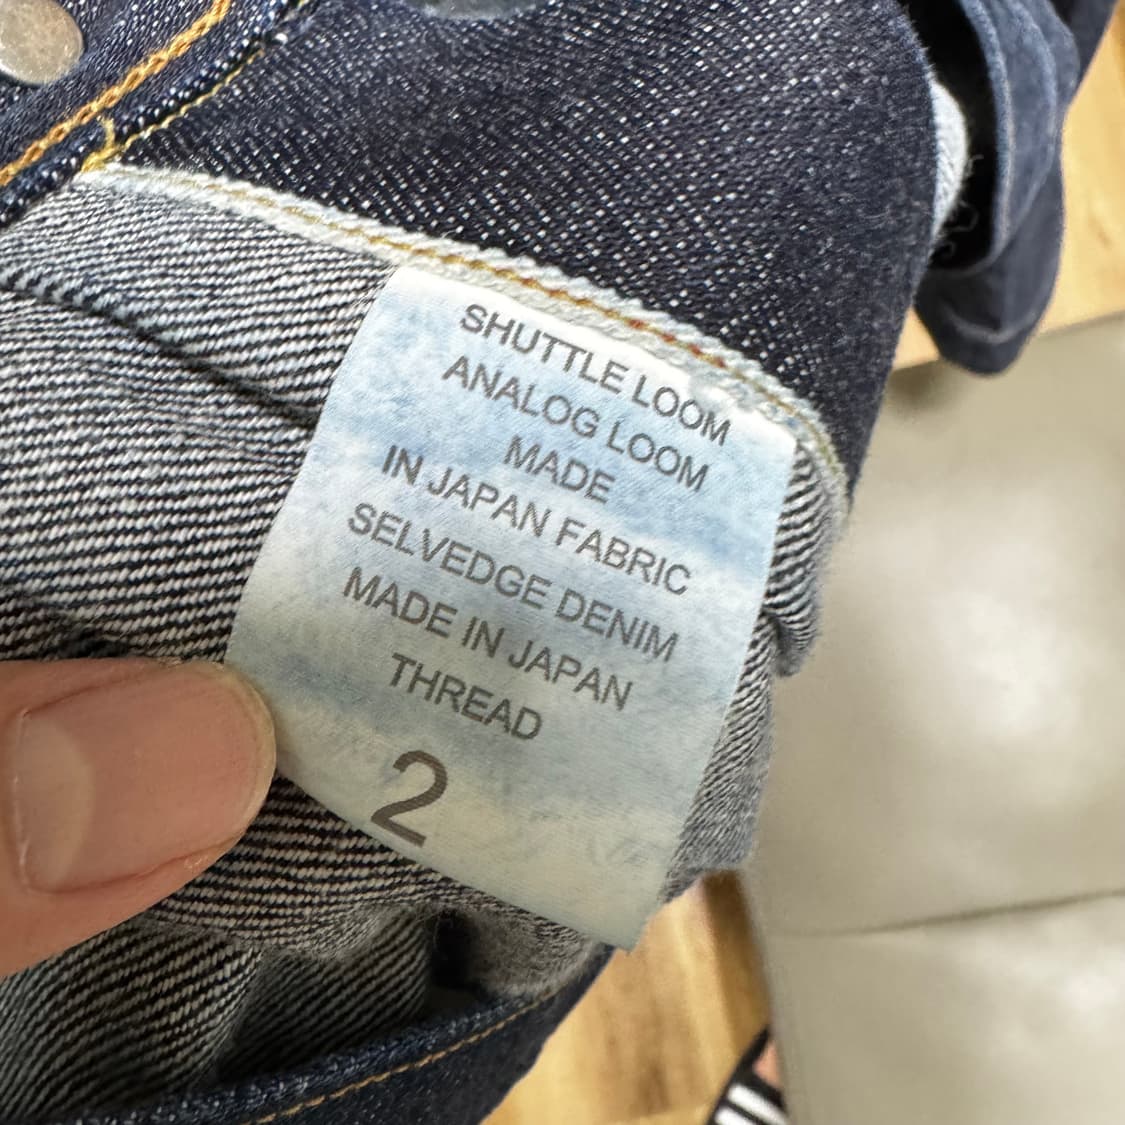 SHUTTLE LOOM
ANALOG LOOM
MADE
IN JAPAN FABRIC
SELVEDGE DENIM
MADE IN JAPAN
THREAD
2